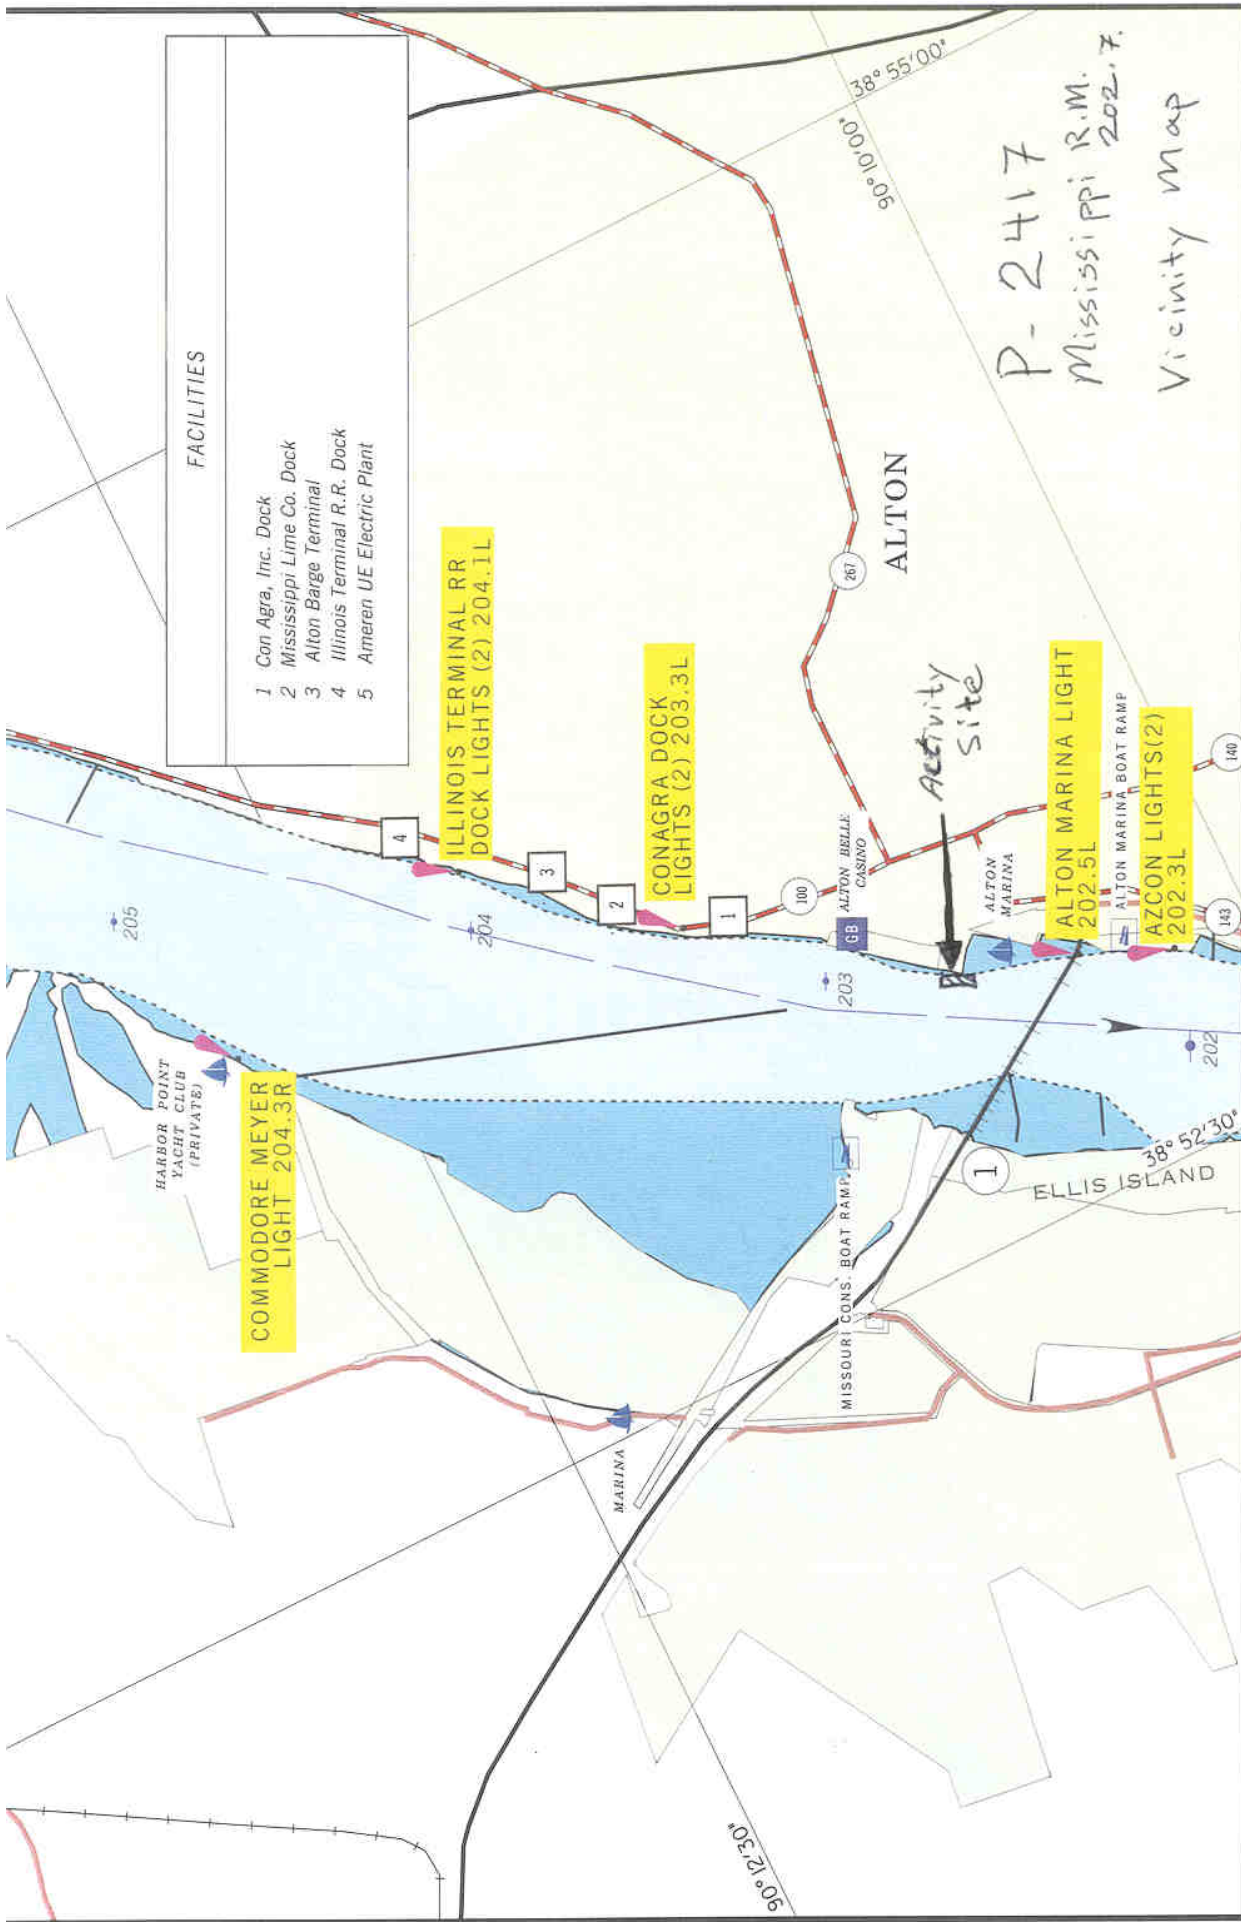 FACILITIES
1 Con Agra, Inc. Dock
2 Mississippi Lime Co. Dock
3 Alton Barge Terminal
4 Illinois Terminal R.R. Dock
5 Ameren UE Electric Plant
205
204
203
202
HARBOR POINT
YACHT CLUB
(PRIVATE)
COMMODORE MEYER
LIGHT 204.3R
4
ILLINOIS TERMINAL RR
DOCK LIGHTS (2) 204.1L
3
2
CONAGRA DOCK
LIGHTS (2) 203.3L
1
100
GB
ALTON BELLE
CASINO
267
ALTON
Activity
Site
ALTON
MARINA
ALTON MARINA LIGHT
202.5L
ALTON MARINA BOAT RAMP
AZCON LIGHTS(2)
202.3L
140
143
MARINA
MISSOURI CONS. BOAT RAMP
1
ELLIS ISLAND
38° 52'30"
90° 12'30"
90° 10'00"
38° 55'00"
P-2417
Mississippi R.M.
202.7.
Vicinity Map